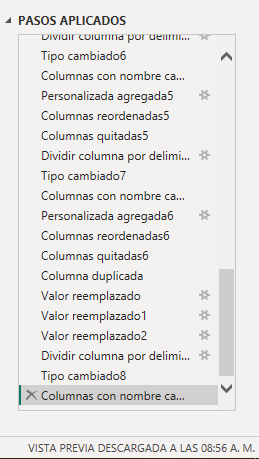 PASOS APLICADOS
Dividir columna por delimi...
Tipo cambiado6
Columnas con nombre ca...
Personalizada agregada5
Columnas reordenadas5
Columnas quitadas5
Dividir columna por delimi...
Tipo cambiado7
Columnas con nombre ca...
Personalizada agregada6
Columnas reordenadas6
Columnas quitadas6
Columna duplicada
Valor reemplazado
Valor reemplazado1
Valor reemplazado2
Dividir columna por delimi...
Tipo cambiado8
Columnas con nombre ca...
VISTA PREVIA DESCARGADA A LAS 08:56 A. M.